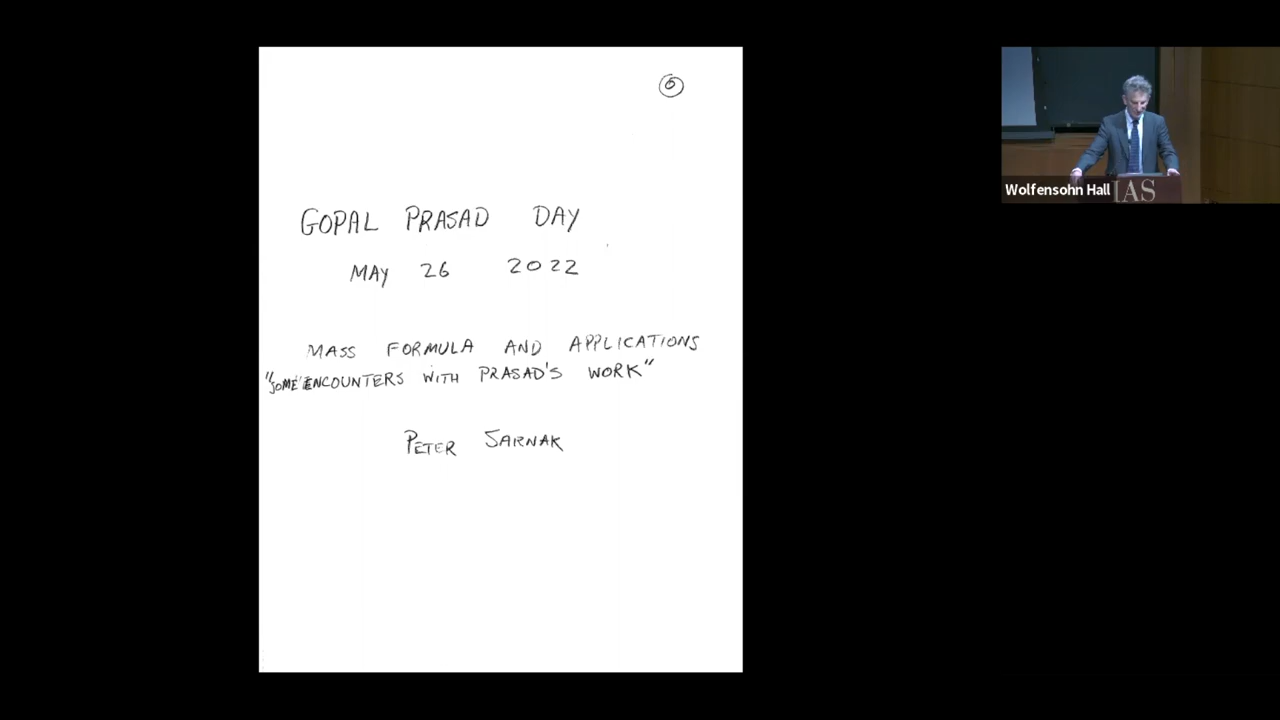 0
GOPAL PRASAD DAY
MAY 26 2022
MASS FORMULA AND APPLICATIONS
"SOME ENCOUNTERS WITH PRASAD'S WORK"
PETER SARNAK
Wolfensohn Hall
IAS